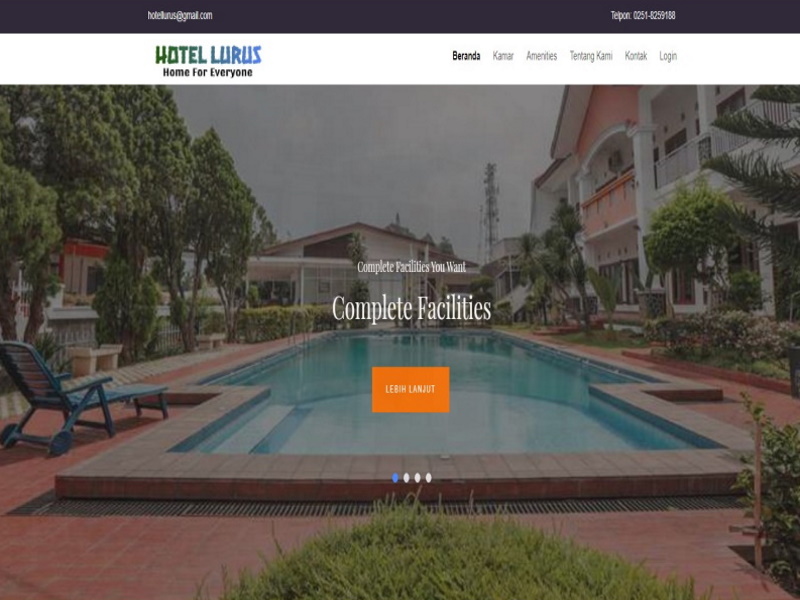 hotellurus@gmail.com
Telpon: 0251-8259188
HOTEL LURUS
Home For Everyone
Beranda Kamar Amenities Tentang Kami Kontak Login
Complete Facilities You Want
Complete Facilities
LEBIH LANJUT